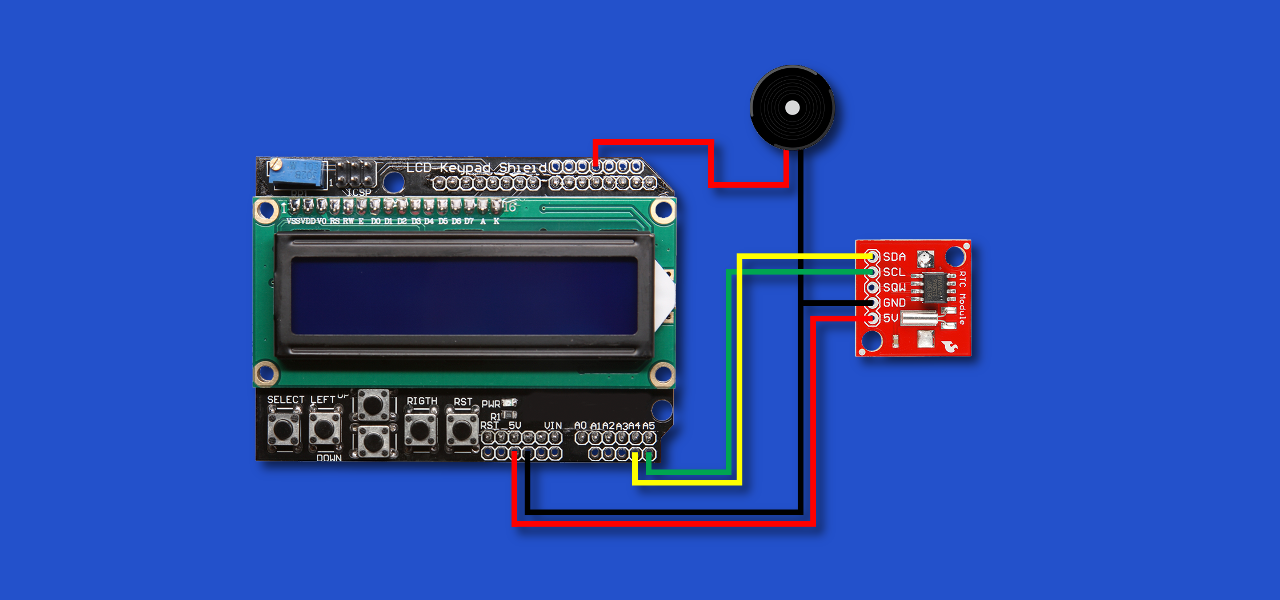 LCD-Keypad Shield
1
ICSP
1
16
VSS VDD V0 RS RW E D0 D1 D2 D3 D4 D5 D6 D7 A K
SDA
SCL
SQW
GND
5V
RTC Module
SELECT LEFT UP RIGTH RST PWR
R1
DOWN
RST 5V VIN A0 A1 A2 A3 A4 A5